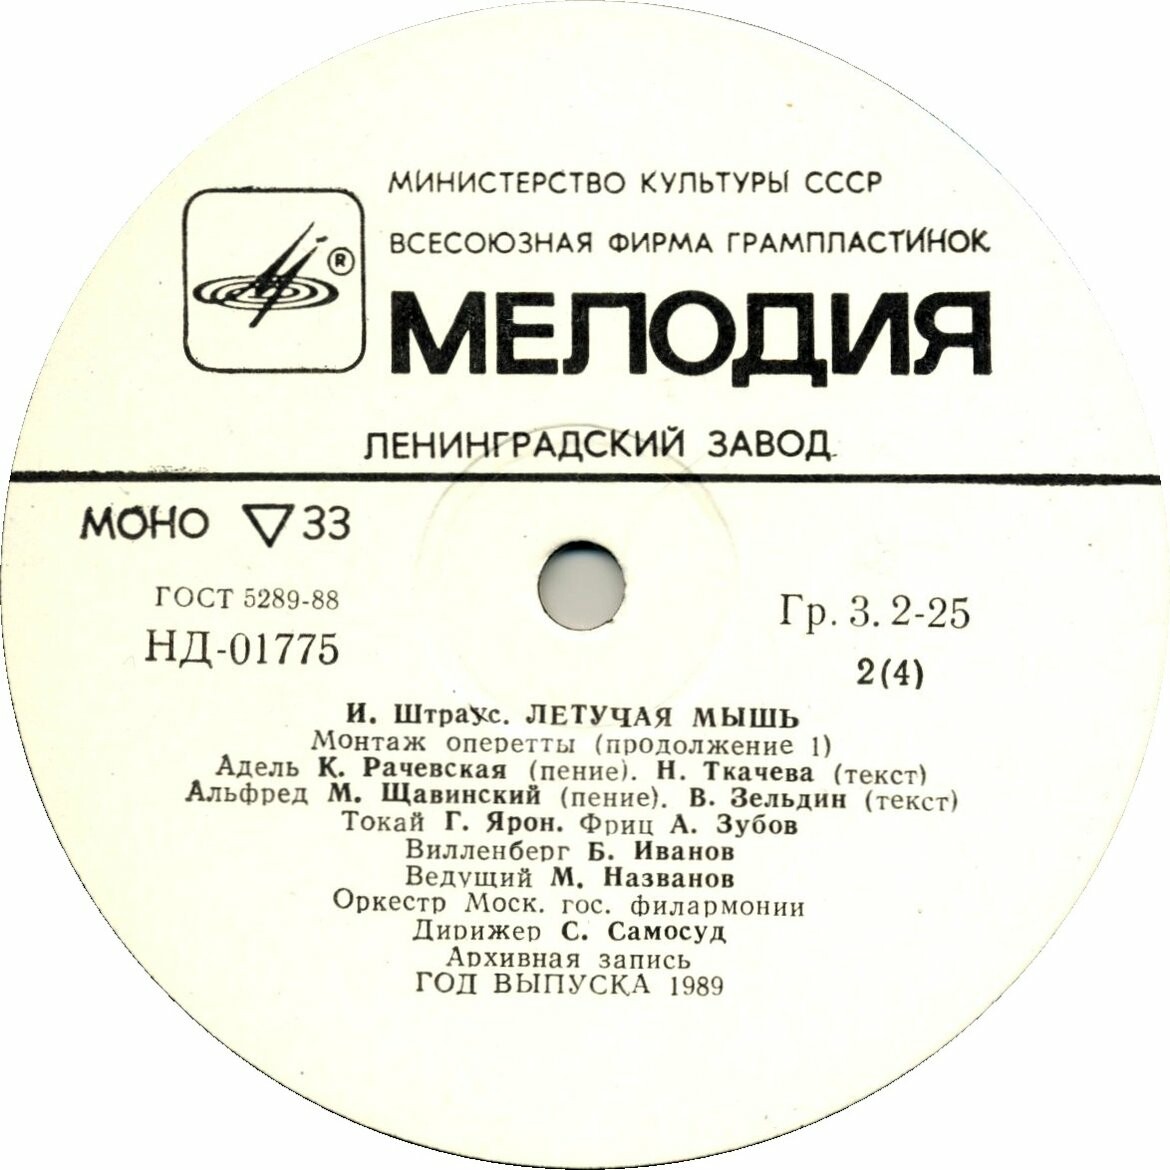 МИНИСТЕРСТВО КУЛЬТУРЫ СССР
ВСЕСОЮЗНАЯ ФИРМА ГРАМПЛАСТИНОК
®
МЕЛОДИЯ
ЛЕНИНГРАДСКИЙ ЗАВОД
МОНО ▽ 33
ГОСТ 5289-88
НД-01775
Гр. 3. 2-25
2(4)
И. Штраус. ЛЕТУЧАЯ МЫШЬ
Монтаж оперетты (продолжение 1)
Адель К. Рачевская (пение). Н. Ткачева (текст)
Альфред М. Щавинский (пение). В. Зельдин (текст)
Токай Г. Ярон. Фриц А. Зубов
Вилленберг Б. Иванов
Ведущий М. Названов
Оркестр Моск. гос. филармонии
Дирижер С. Самосуд
Архивная запись
ГОД ВЫПУСКА 1989